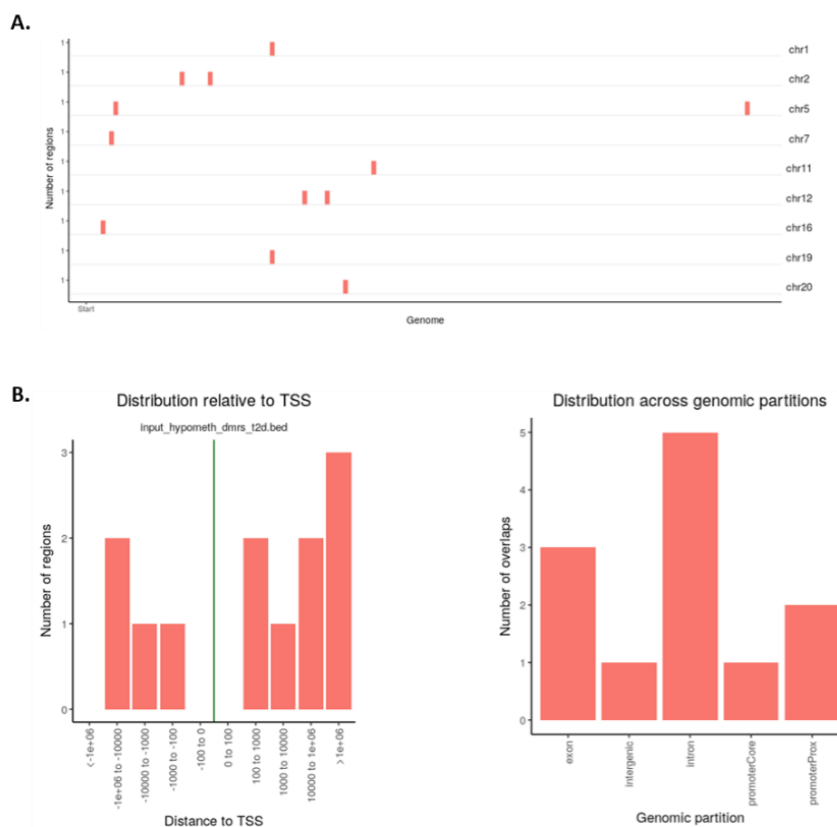 A.
Number of regions
1
chr1
1
chr2
1
chr5
1
chr7
1
chr11
1
chr12
1
chr16
1
chr19
1
chr20
Start
Genome
B.
Distribution relative to TSS
input_hypometh_dmrs_t2d.bed
Number of regions
3
2
1
0
<-1e+06
-1e+06 to -10000
-10000 to -1000
-1000 to -100
-100 to 0
0 to 100
100 to 1000
1000 to 10000
10000 to 1e+06
>1e+06
Distance to TSS
Distribution across genomic partitions
Number of overlaps
5
4
3
2
1
0
exon
intergenic
intron
promoterCore
promoterProx
Genomic partition